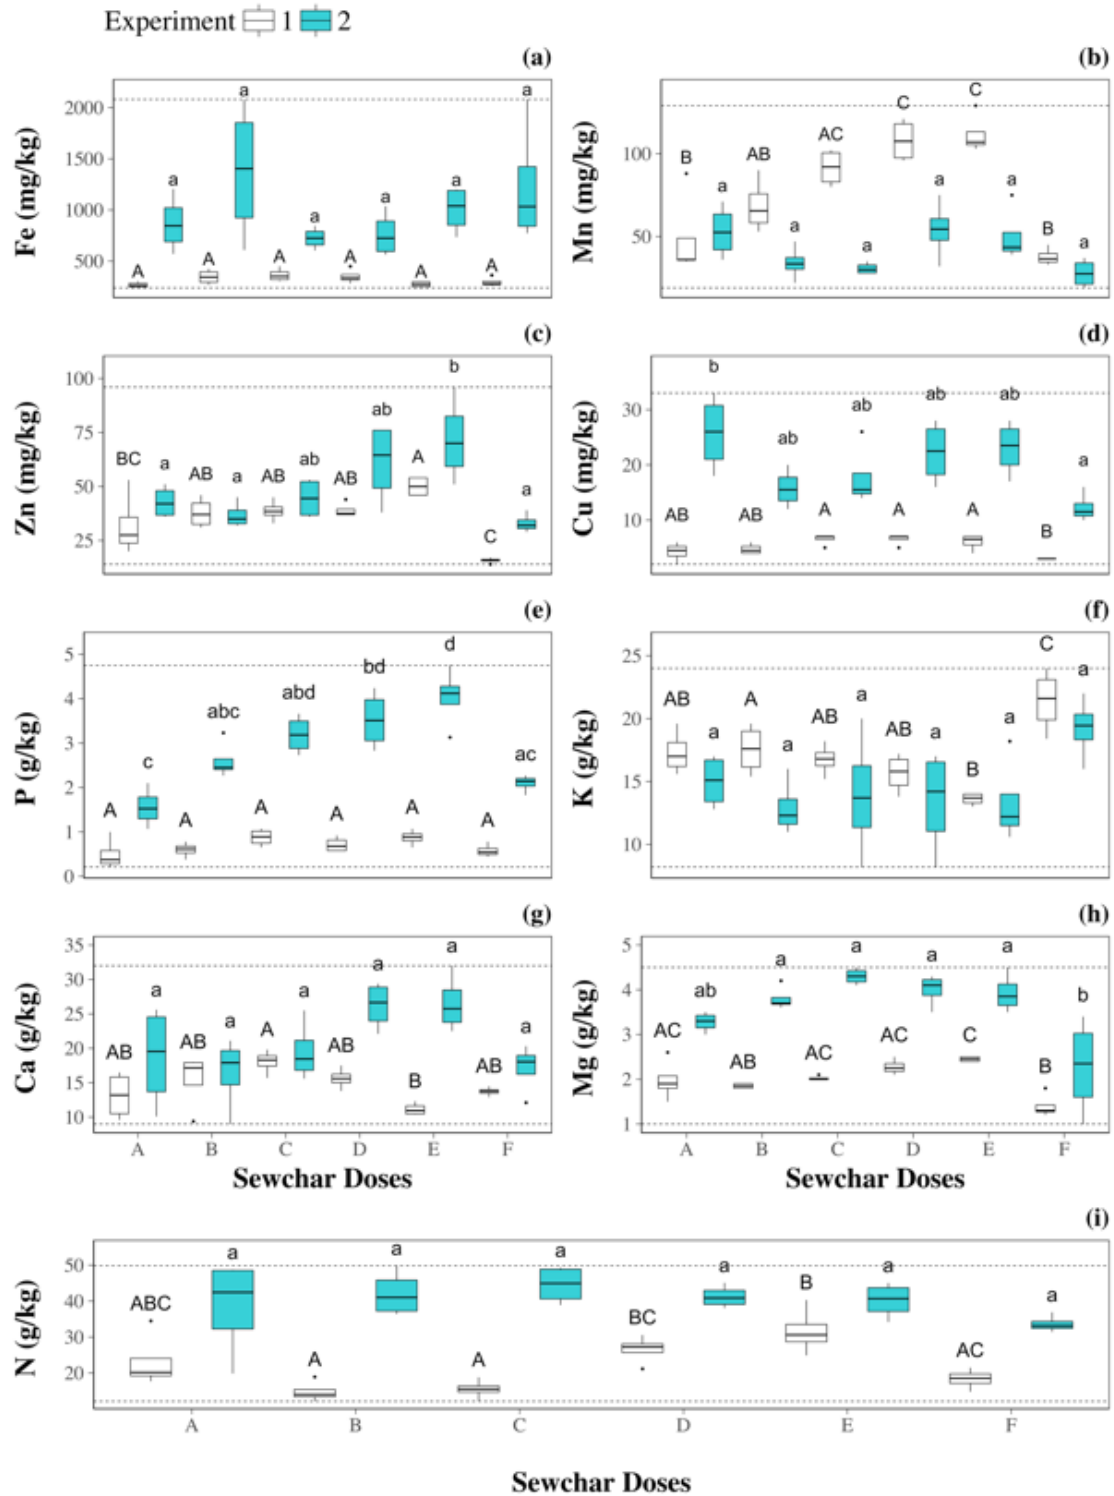 Experiment 1 2
(a)
Fe (mg/kg)
2000
1500
1000
500
A a A a A a A a A a A a
(b)
Mn (mg/kg)
100
50
B a AB a AC a C a C a B a
(c)
Zn (mg/kg)
100
75
50
25
BC a AB a AB ab AB ab A b C a
(d)
Cu (mg/kg)
30
20
10
AB b AB ab A ab A ab A ab B a
(e)
P (g/kg)
5
4
3
2
1
0
A c A abc A abd A bd A d A ac
(f)
K (g/kg)
25
20
15
10
AB a A a AB a AB a B a C a
(g)
Ca (g/kg)
35
30
25
20
15
10
AB a AB a A a AB a B a AB a
A B C D E F
Sewchar Doses
(h)
Mg (g/kg)
5
4
3
2
1
AC ab AB a AC a AC a C a B b
A B C D E F
Sewchar Doses
(i)
N (g/kg)
50
40
30
20
ABC a A a A a BC a B a AC a
A B C D E F
Sewchar Doses